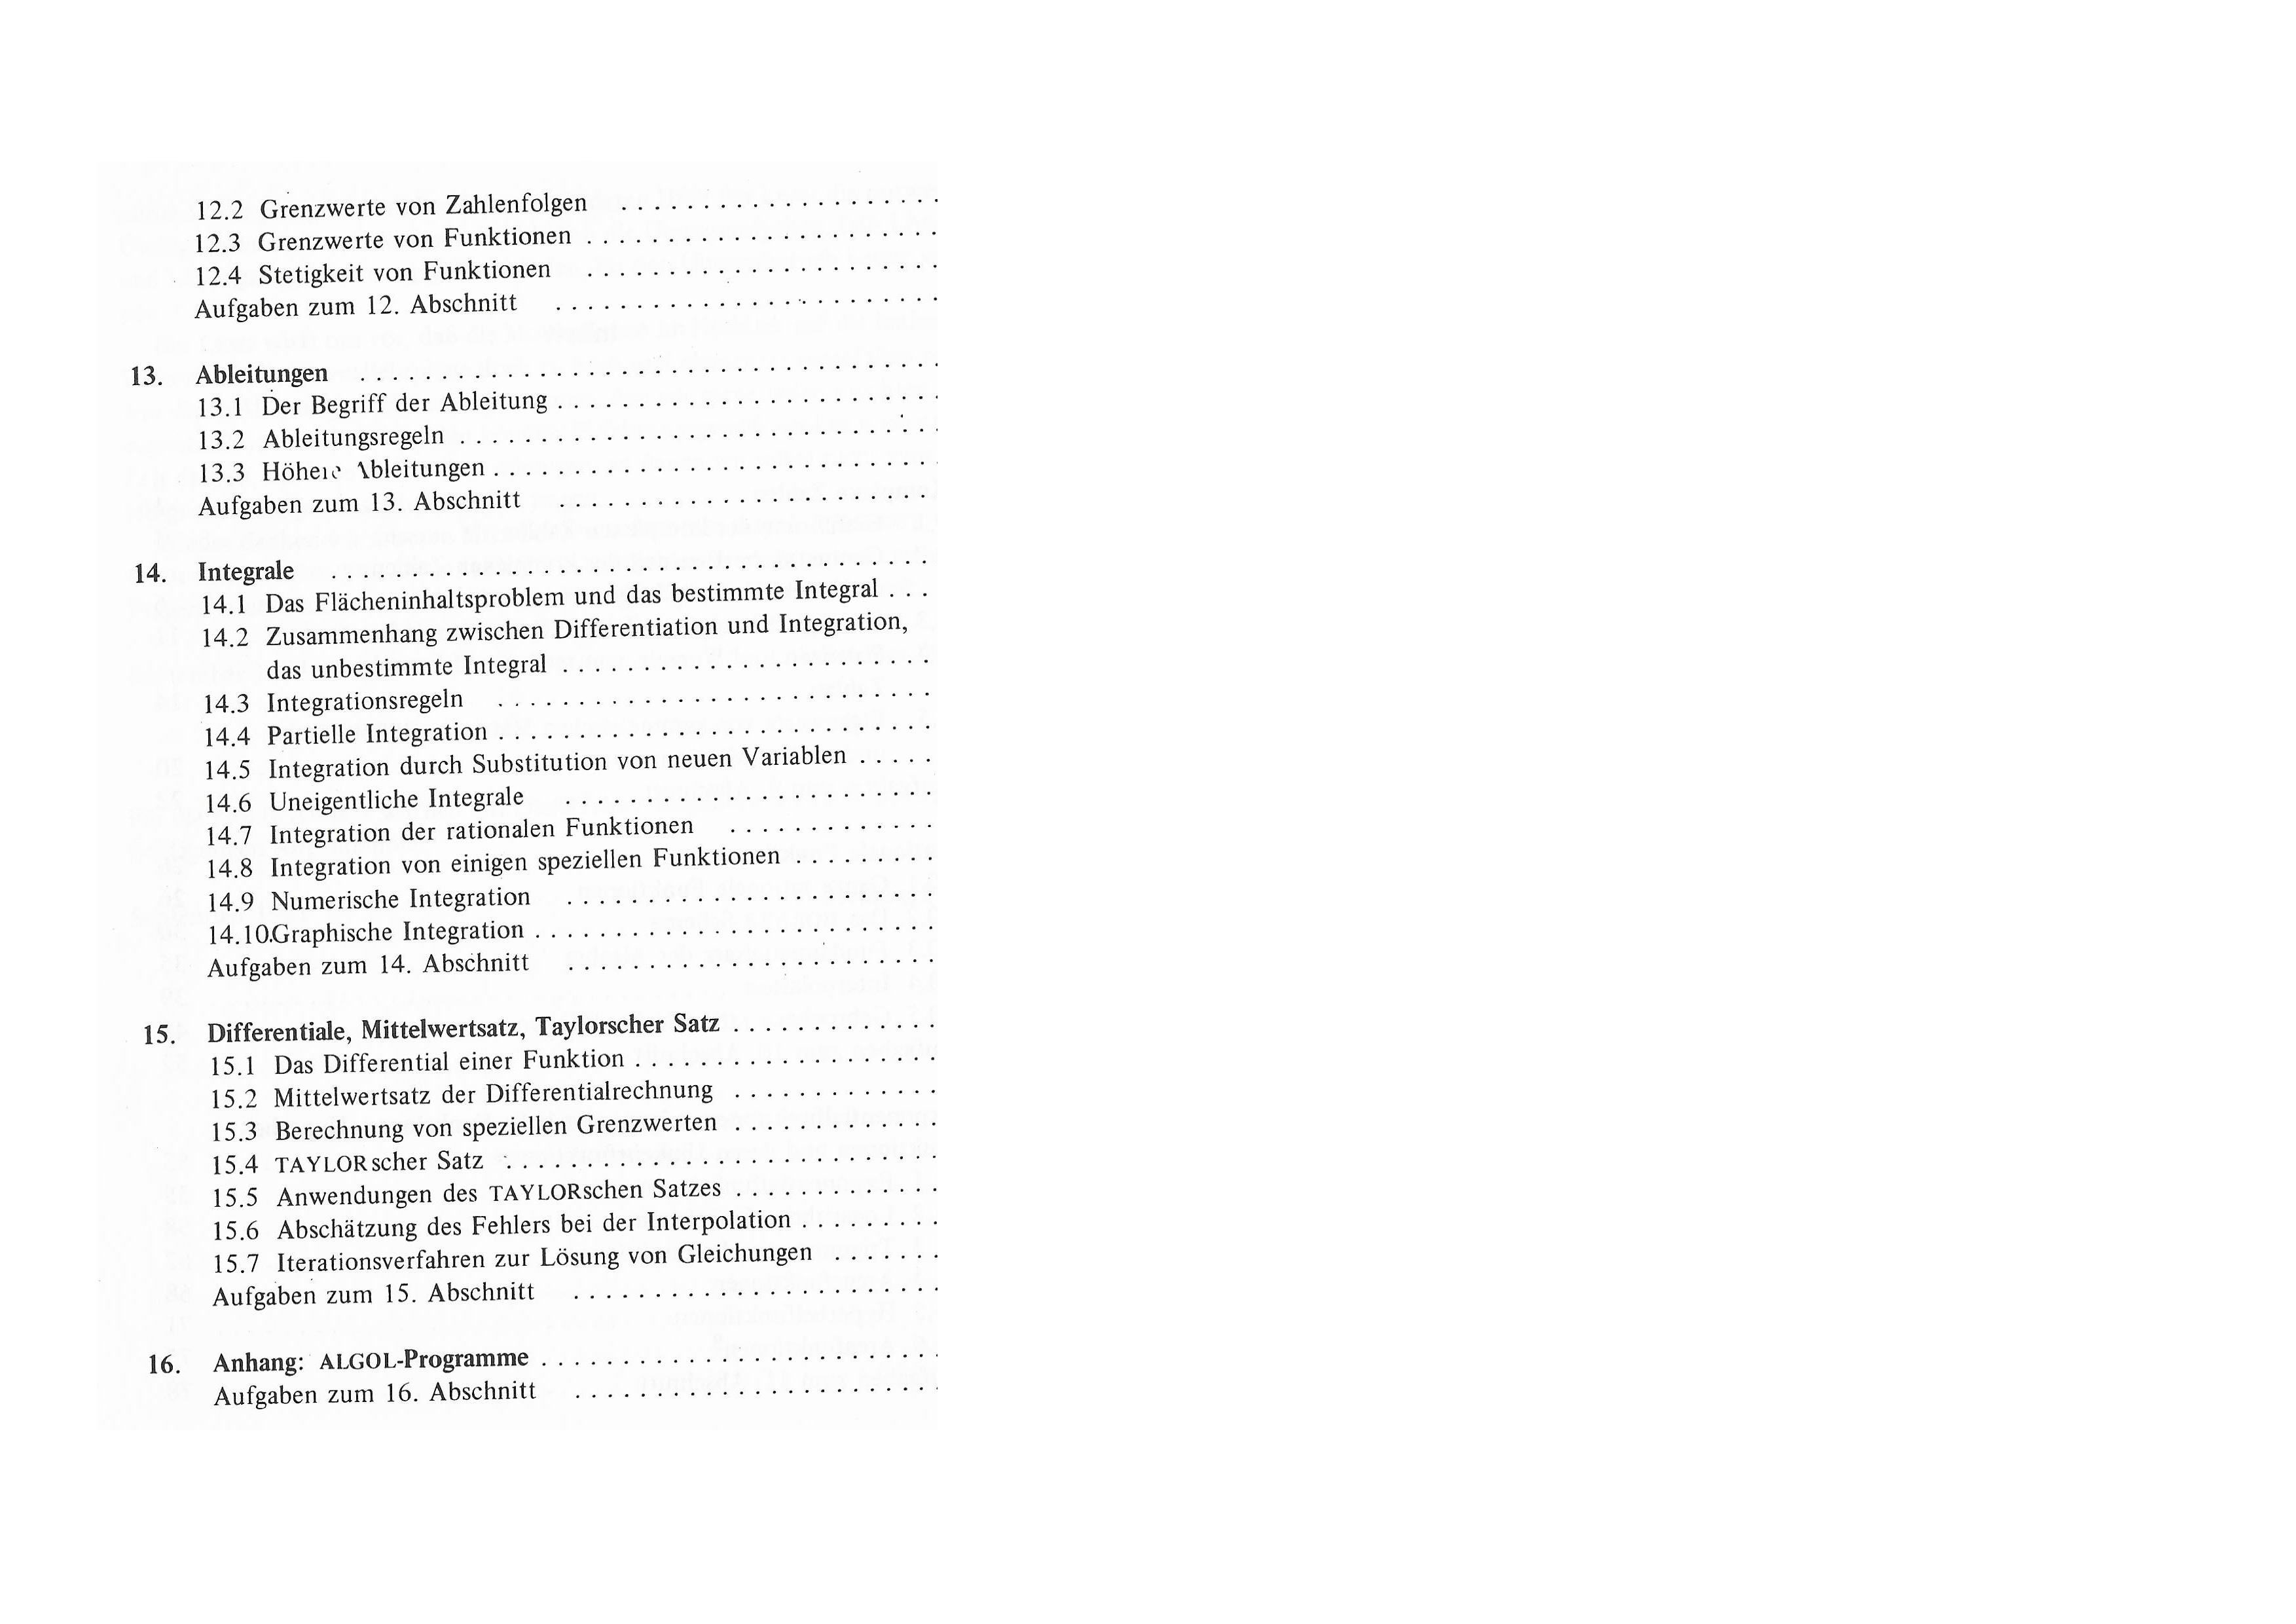 12.2 Grenzwerte von Zahlenfolgen . . . . . . . . . . . . . . . . . . . .
12.3 Grenzwerte von Funktionen . . . . . . . . . . . . . . . . . . . . . .
12.4 Stetigkeit von Funktionen . . . . . . . . . . . . . . . . . . . . . .
Aufgaben zum 12. Abschnitt . . . . . . . . . . . . . . . . . . . . . . . .
13. Ableitungen . . . . . . . . . . . . . . . . . . . . . . . . . . . . . . . . . . . .
13.1 Der Begriff der Ableitung . . . . . . . . . . . . . . . . . . . . . . . .
13.2 Ableitungsregeln . . . . . . . . . . . . . . . . . . . . . . . . . . . . . .
13.3 Höhere Ableitungen . . . . . . . . . . . . . . . . . . . . . . . . . . . .
Aufgaben zum 13. Abschnitt . . . . . . . . . . . . . . . . . . . . . . . .
14. Integrale . . . . . . . . . . . . . . . . . . . . . . . . . . . . . . . . . . . . . .
14.1 Das Flächeninhaltsproblem und das bestimmte Integral . . .
14.2 Zusammenhang zwischen Differentiation und Integration,
das unbestimmte Integral . . . . . . . . . . . . . . . . . . . . . . .
14.3 Integrationsregeln . . . . . . . . . . . . . . . . . . . . . . . . . . .
14.4 Partielle Integration . . . . . . . . . . . . . . . . . . . . . . . . . . .
14.5 Integration durch Substitution von neuen Variablen . . . . .
14.6 Uneigentliche Integrale . . . . . . . . . . . . . . . . . . . . . . .
14.7 Integration der rationalen Funktionen . . . . . . . . . . . . .
14.8 Integration von einigen speziellen Funktionen . . . . . . . . .
14.9 Numerische Integration . . . . . . . . . . . . . . . . . . . . . . .
14.10.Graphische Integration . . . . . . . . . . . . . . . . . . . . . . . . .
Aufgaben zum 14. Abschnitt . . . . . . . . . . . . . . . . . . . . . . .
15. Differentiale, Mittelwertsatz, Taylorscher Satz . . . . . . . . . . . . .
15.1 Das Differential einer Funktion . . . . . . . . . . . . . . . . . . .
15.2 Mittelwertsatz der Differentialrechnung . . . . . . . . . . . . .
15.3 Berechnung von speziellen Grenzwerten . . . . . . . . . . . . .
15.4 TAYLORscher Satz . . . . . . . . . . . . . . . . . . . . . . . . . . .
15.5 Anwendungen des TAYLORschen Satzes . . . . . . . . . . . . .
15.6 Abschätzung des Fehlers bei der Interpolation . . . . . . . . .
15.7 Iterationsverfahren zur Lösung von Gleichungen . . . . . . .
Aufgaben zum 15. Abschnitt . . . . . . . . . . . . . . . . . . . . . . .
16. Anhang: ALGOL-Programme . . . . . . . . . . . . . . . . . . . . . . . . .
Aufgaben zum 16. Abschnitt . . . . . . . . . . . . . . . . . . . . . . .